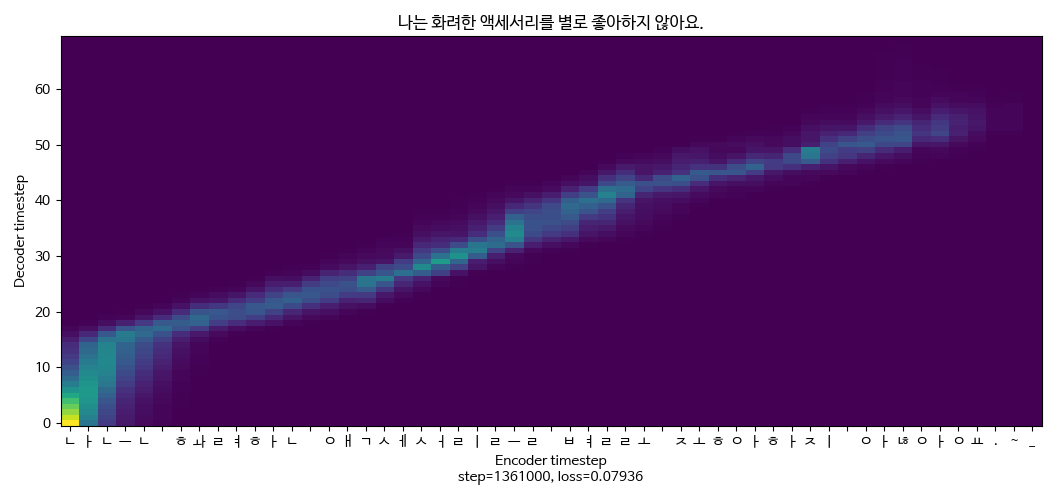 나는 화려한 액세서리를 별로 좋아하지 않아요.
60
50
40
30
20
10
0
Decoder timestep
ㄴ ㅏ ㄴ ㅡ ㄴ ㅎ ㅘ ㄹ ㅕ ㅎ ㅏ ㄴ ㅇ ㅐ ㄱ ㅅ ㅔ ㅅ ㅓ ㄹ ㅣ ㄹ ㅡ ㄹ ㅂ ㅕ ㄹ ㄹ ㅗ ㅈ ㅗ ㅎ ㅇ ㅏ ㅎ ㅏ ㅈ ㅣ ㅇ ㅏ ㄶ ㅇ ㅏ ㅇ ㅛ . ~ _
Encoder timestep
step=1361000, loss=0.07936